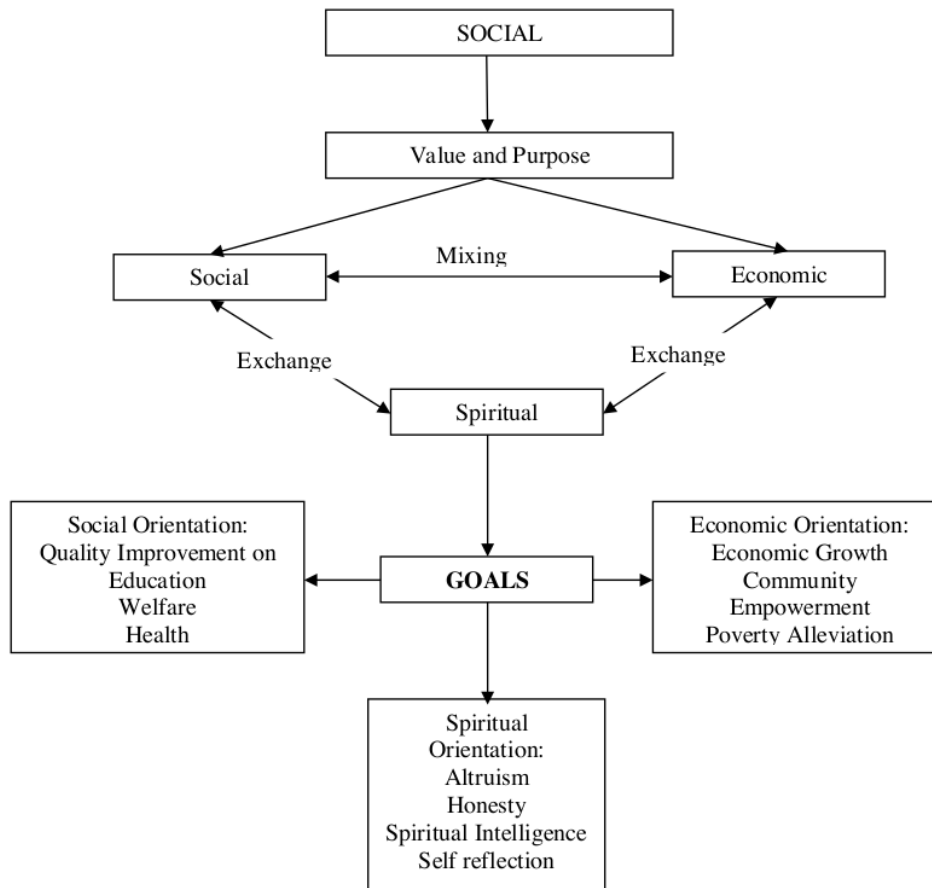 SOCIAL
Value and Purpose
Mixing
Social
Economic
Exchange
Exchange
Spiritual
Social Orientation:
Quality Improvement on
Education
Welfare
Health
GOALS
Economic Orientation:
Economic Growth
Community
Empowerment
Poverty Alleviation
Spiritual
Orientation:
Altruism
Honesty
Spiritual Intelligence
Self reflection